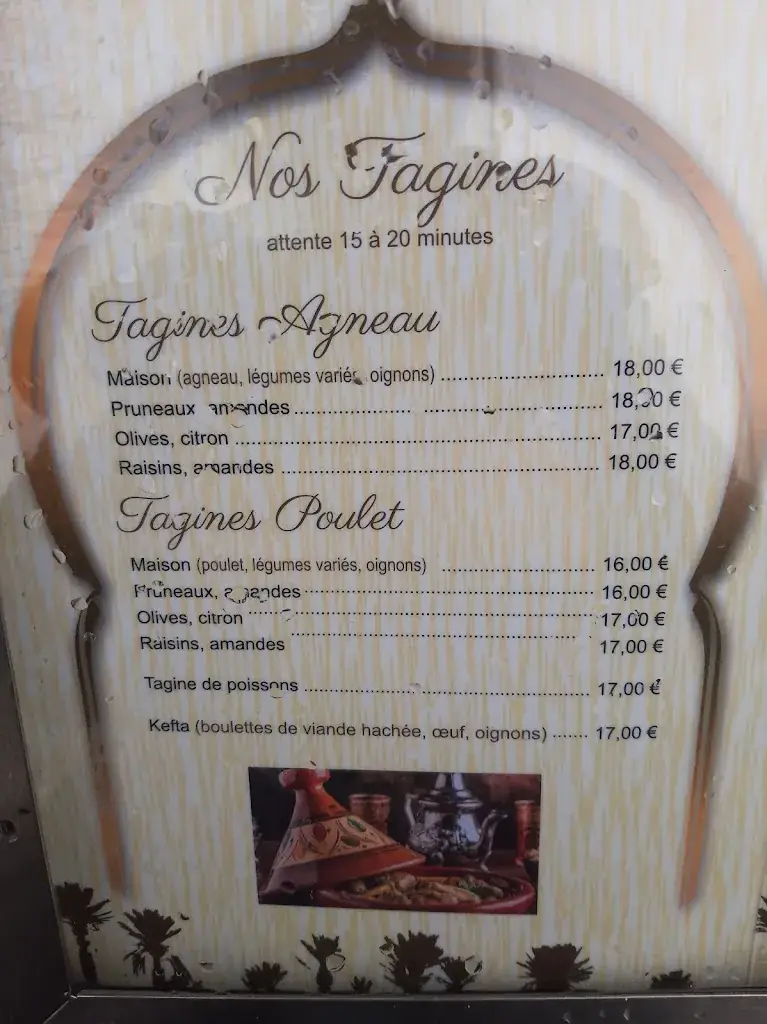 Nos Tagines
attente 15 à 20 minutes
Tagines Agneau
Maison (agneau, légumes variés, oignons) ........................... 18,00 €
Pruneaux amandes .................... .............................. 18,00 €
Olives, citron ............................................................. 17,00 €
Raisins, amandes ..................................................... 18,00 €
Tagines Poulet
Maison (poulet, légumes variés, oignons) .......................... 16,00 €
Pruneaux, amandes ................................................ 16,00 €
Olives, citron .......................................................... 17,00 €
Raisins, amandes ................................................ 17,00 €
Tagine de poissons ................................................ 17,00 €
Kefta (boulettes de viande hachée, œuf, oignons) ....... 17,00 €